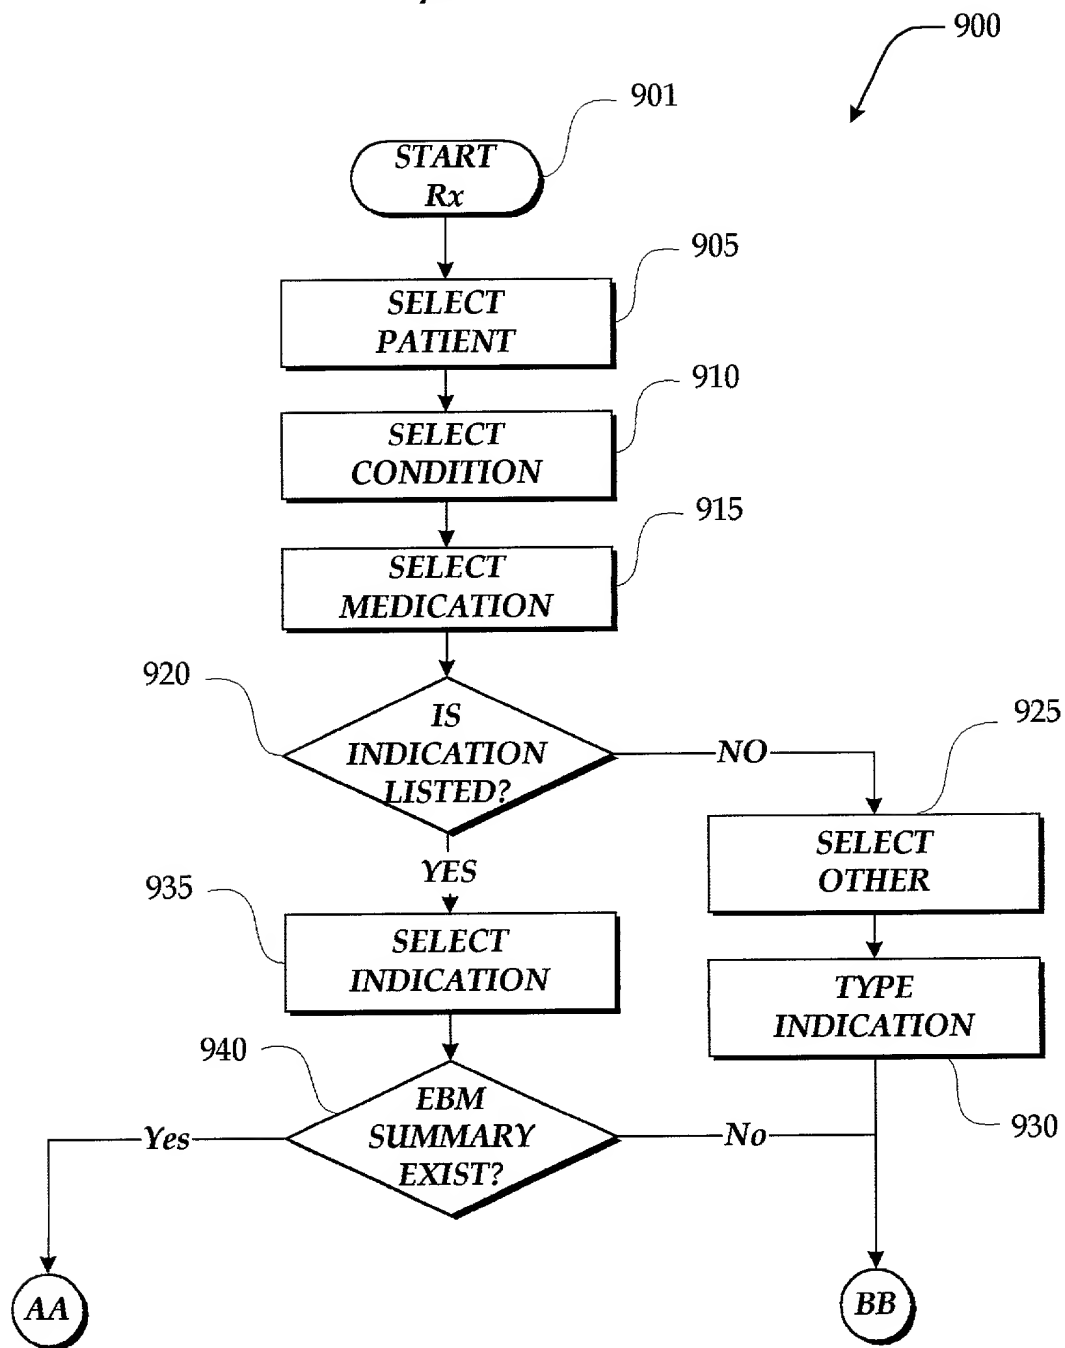 900
901
START
Rx
905
SELECT
PATIENT
910
SELECT
CONDITION
915
SELECT
MEDICATION
920
IS
INDICATION
LISTED?
NO
925
SELECT
OTHER
YES
935
SELECT
INDICATION
TYPE
INDICATION
930
940
EBM
SUMMARY
EXIST?
Yes
No
AA
BB